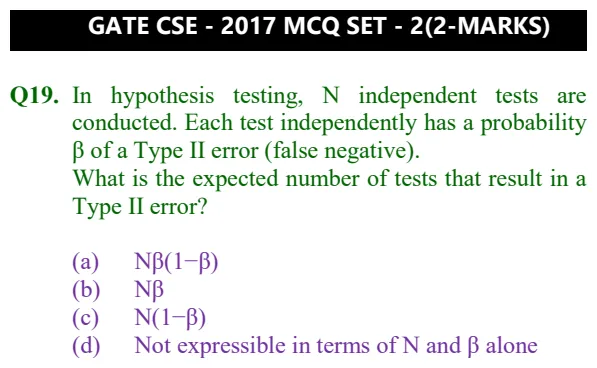 GATE CSE - 2017 MCQ SET - 2(2-MARKS)
Q19. In hypothesis testing, N independent tests are
conducted. Each test independently has a probability
β of a Type II error (false negative).
What is the expected number of tests that result in a
Type II error?
(a) Nβ(1−β)
(b) Nβ
(c) N(1−β)
(d) Not expressible in terms of N and β alone